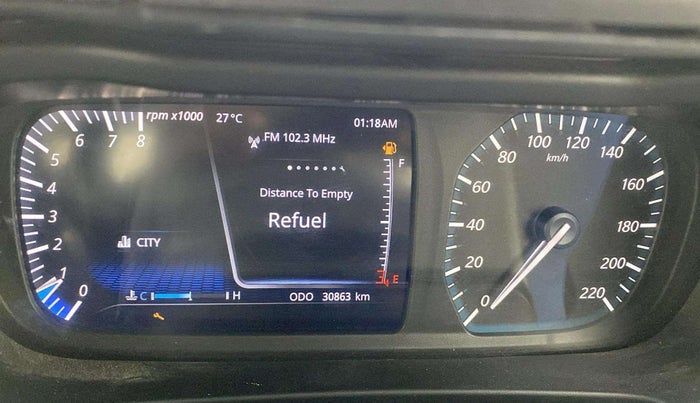 rpm x1000 27 °C 01:18AM
FM 102.3 MHz
8
7
6
5
4
3
2
1
0
F
Distance To Empty
Refuel
CITY
E
C H ODO 30863 km
0
20
40
60
80
100
120
140
160
180
200
220
km/h